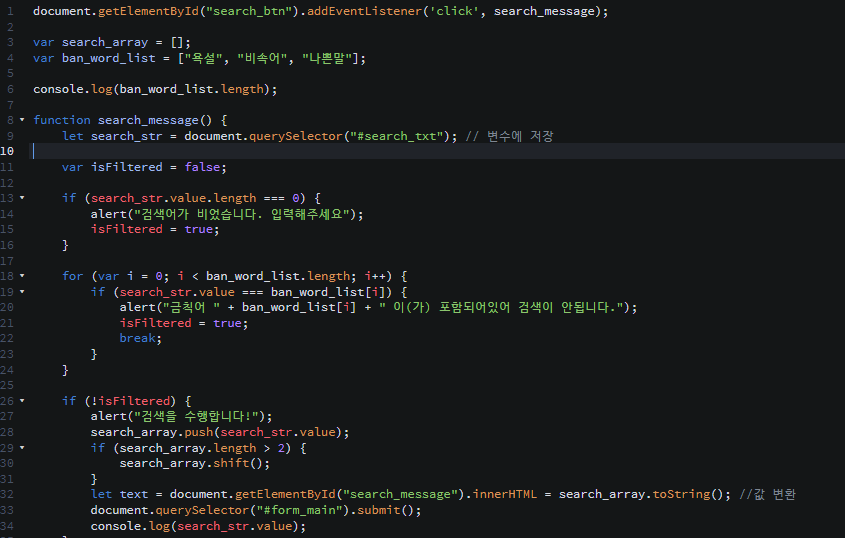 1 document.getElementById("search_btn").addEventListener('click', search_message);
2
3 var search_array = [];
4 var ban_word_list = ["욕설", "비속어", "나쁜말"];
5
6 console.log(ban_word_list.length);
7
8 function search_message() {
9 let search_str = document.querySelector("#search_txt"); // 변수에 저장
10
11 var isFiltered = false;
12
13 if (search_str.value.length === 0) {
14 alert("검색어가 비었습니다. 입력해주세요");
15 isFiltered = true;
16 }
17
18 for (var i = 0; i < ban_word_list.length; i++) {
19 if (search_str.value === ban_word_list[i]) {
20 alert("금칙어 " + ban_word_list[i] + " 이(가) 포함되어있어 검색이 안됩니다.");
21 isFiltered = true;
22 break;
23 }
24 }
25
26 if (!isFiltered) {
27 alert("검색을 수행합니다!");
28 search_array.push(search_str.value);
29 if (search_array.length > 2) {
30 search_array.shift();
31 }
32 let text = document.getElementById("search_message").innerHTML = search_array.toString(); //값 변환
33 document.querySelector("#form_main").submit();
34 console.log(search_str.value);